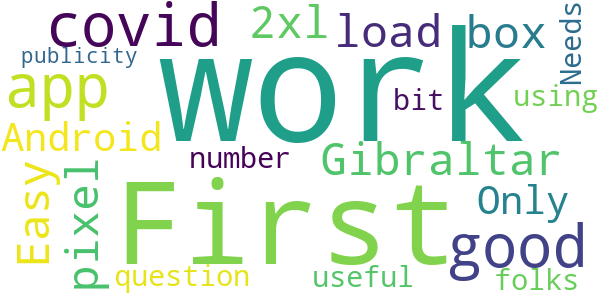 covid
2xl
load
box
Needs
publicity
work
app
bit
using
Android
number
Gibraltar
Easy
pixel
First
Only
good
question
useful
folks